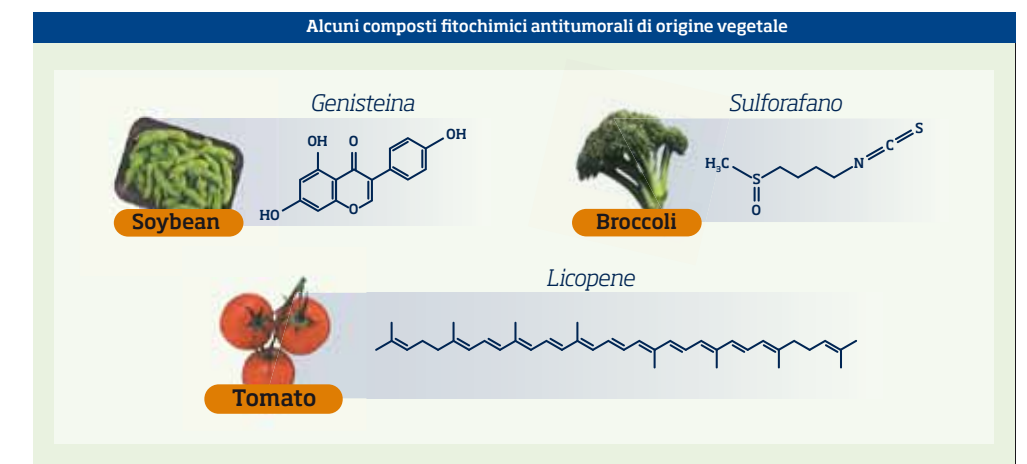 Alcuni composti fitochimici antitumorali di origine vegetale
Genisteina
OH
O
OH
HO
O
Soybean
Sulforafano
H₃C
S
O
N
C
S
Broccoli
Licopene
Tomato